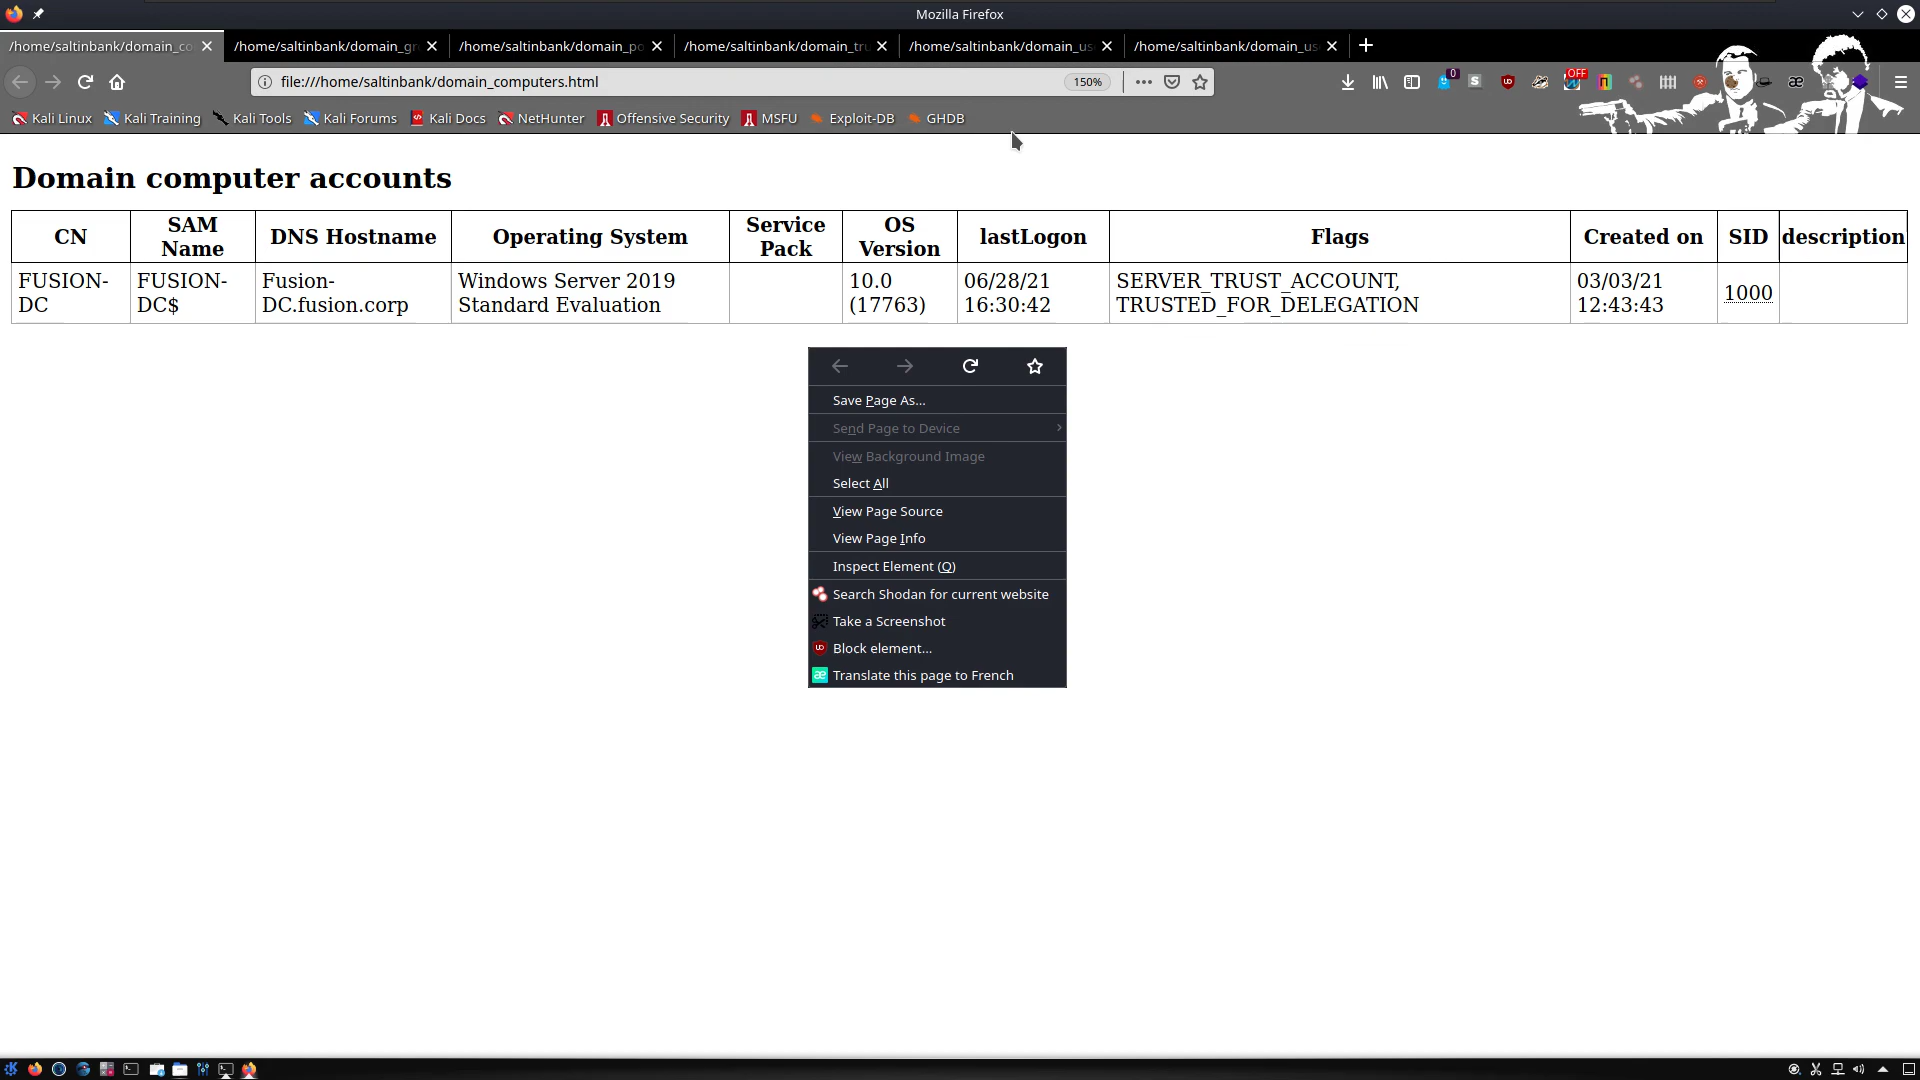 Mozilla Firefox
/home/saltinbank/domain_co
/home/saltinbank/domain_gr
/home/saltinbank/domain_po
/home/saltinbank/domain_tru
/home/saltinbank/domain_us
/home/saltinbank/domain_us
file:///home/saltinbank/domain_computers.html
150%
0
OFF
Kali Linux
Kali Training
Kali Tools
Kali Forums
Kali Docs
NetHunter
Offensive Security
MSFU
Exploit-DB
GHDB
Domain computer accounts
CN
SAM
Name
DNS Hostname
Operating System
Service
Pack
OS
Version
lastLogon
Flags
Created on
SID
description
FUSION-
DC
FUSION-
DC$
Fusion-
DC.fusion.corp
Windows Server 2019
Standard Evaluation
10.0
(17763)
06/28/21
16:30:42
SERVER_TRUST_ACCOUNT,
TRUSTED_FOR_DELEGATION
03/03/21
12:43:43
1000
Save Page As...
Send Page to Device
View Background Image
Select All
View Page Source
View Page Info
Inspect Element (Q)
Search Shodan for current website
Take a Screenshot
Block element...
Translate this page to French